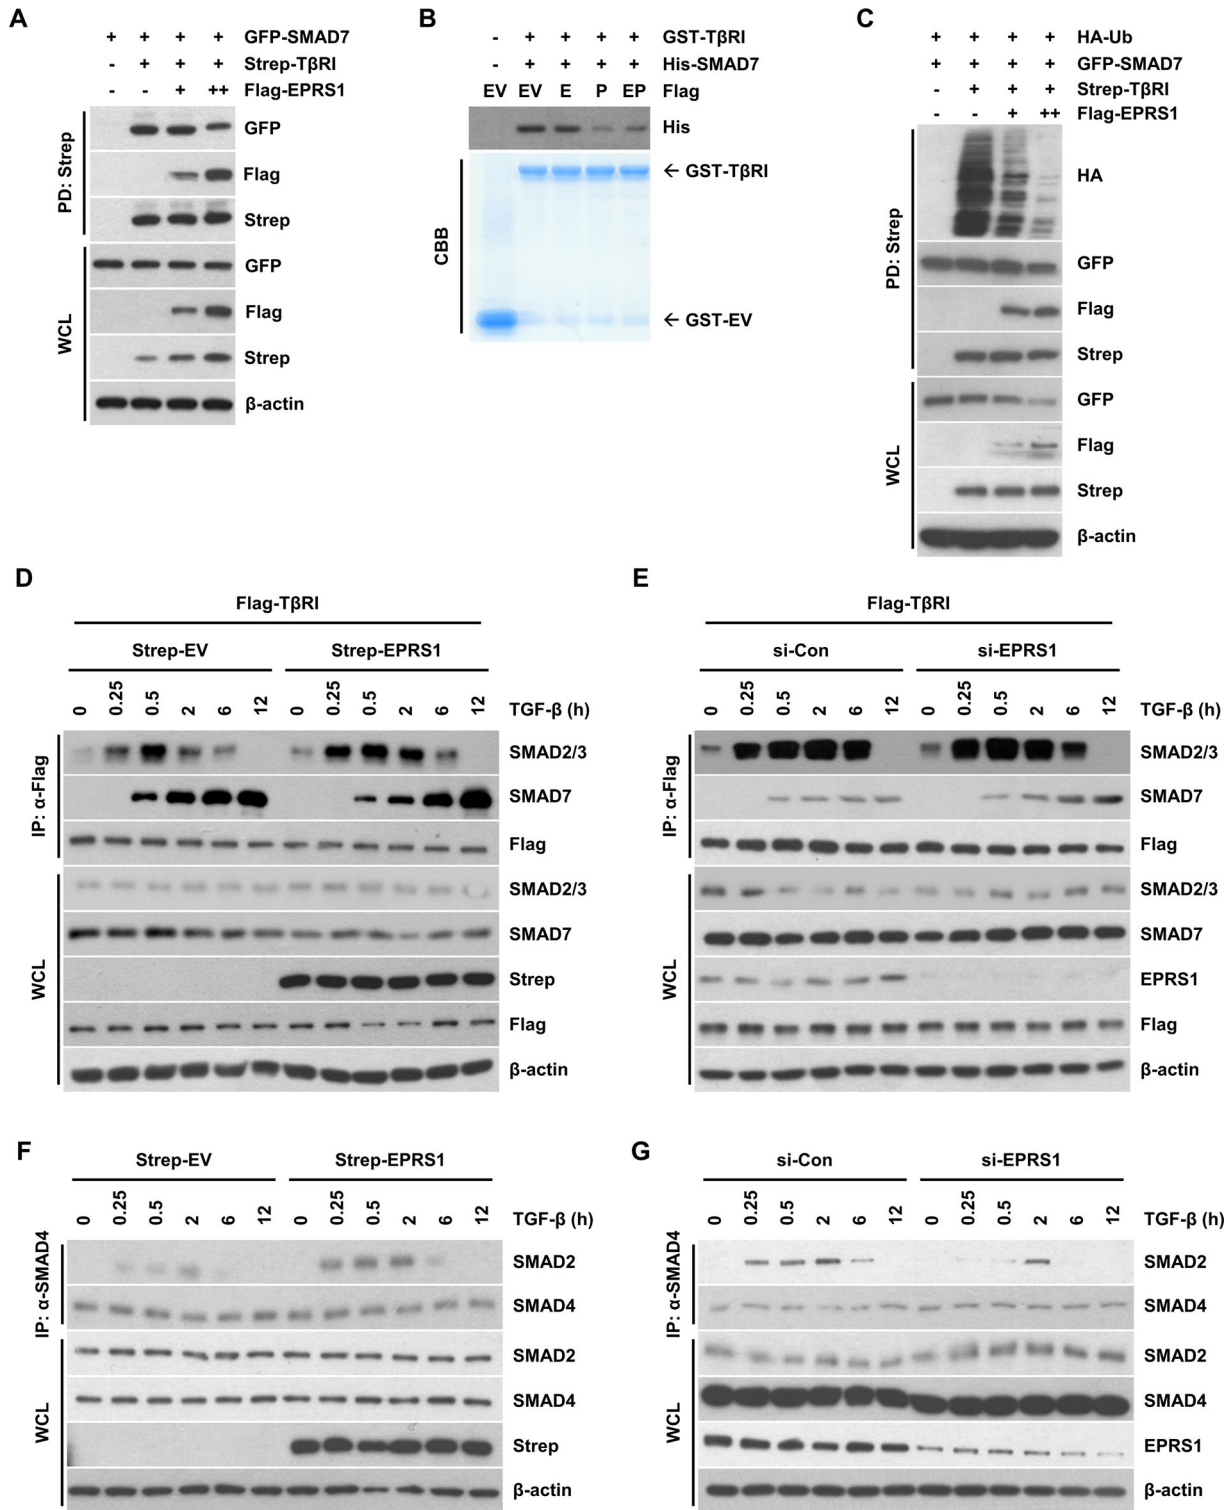 A
+ + + + GFP-SMAD7
- + + + Strep-TβRI
- - + ++ Flag-EPRS1
PD: Strep
GFP
Flag
Strep
WCL
GFP
Flag
Strep
β-actin
B
- + + + + GST-TβRI
- + + + + His-SMAD7
EV EV E P EP Flag
His
CBB
← GST-TβRI
← GST-EV
C
+ + + + HA-Ub
+ + + + GFP-SMAD7
- + + + Strep-TβRI
- - + ++ Flag-EPRS1
PD: Strep
HA
GFP
Flag
Strep
WCL
GFP
Flag
Strep
β-actin
D
Flag-TβRI
Strep-EV Strep-EPRS1
0 0.25 0.5 2 6 12 0 0.25 0.5 2 6 12 TGF-β (h)
IP: α-Flag
SMAD2/3
SMAD7
Flag
WCL
SMAD2/3
SMAD7
Strep
Flag
β-actin
E
Flag-TβRI
si-Con si-EPRS1
0 0.25 0.5 2 6 12 0 0.25 0.5 2 6 12 TGF-β (h)
IP: α-Flag
SMAD2/3
SMAD7
Flag
WCL
SMAD2/3
SMAD7
EPRS1
Flag
β-actin
F
Strep-EV Strep-EPRS1
0 0.25 0.5 2 6 12 0 0.25 0.5 2 6 12 TGF-β (h)
IP: α-SMAD4
SMAD2
SMAD4
WCL
SMAD2
SMAD4
Strep
β-actin
G
si-Con si-EPRS1
0 0.25 0.5 2 6 12 0 0.25 0.5 2 6 12 TGF-β (h)
IP: α-SMAD4
SMAD2
SMAD4
WCL
SMAD2
SMAD4
EPRS1
β-actin